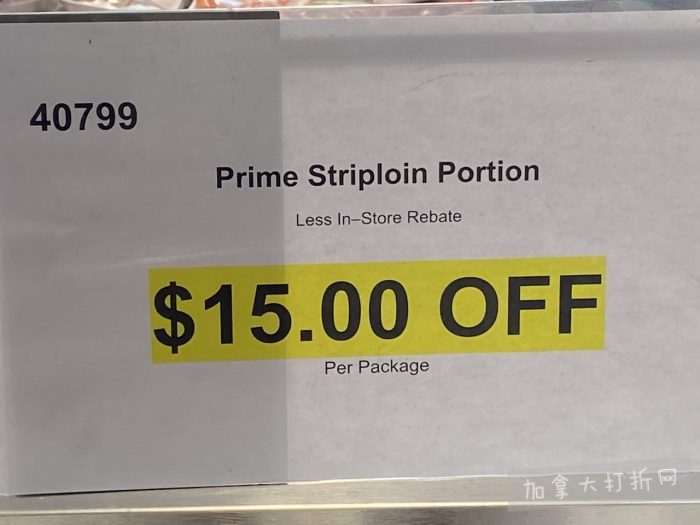 40799
Prime Striploin Portion
Less In–Store Rebate
$15.00 OFF
Per Package
加拿大打折网